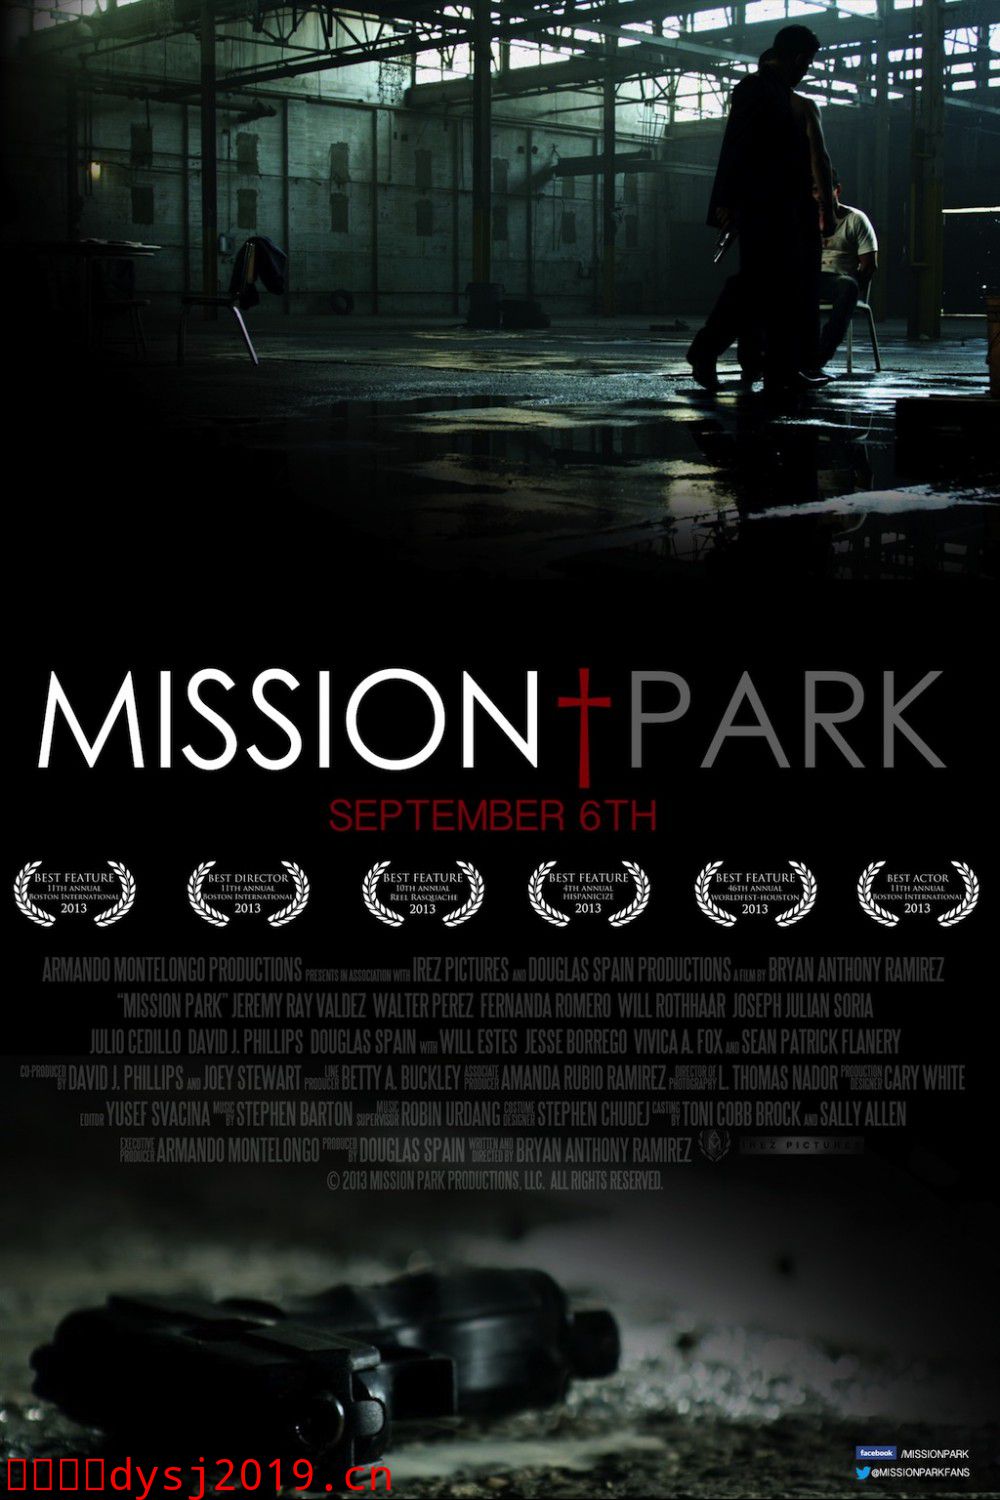 MISSION†PARK
SEPTEMBER 6TH
BEST FEATURE
11TH ANNUAL
BOSTON INTERNATIONAL
2013
BEST DIRECTOR
11TH ANNUAL
BOSTON INTERNATIONAL
2013
BEST FEATURE
10TH ANNUAL
REEL RASQUACHE
2013
BEST FEATURE
4TH ANNUAL
HISPANICIZE
2013
BEST FEATURE
46TH ANNUAL
WORLDFEST-HOUSTON
2013
BEST ACTOR
11TH ANNUAL
BOSTON INTERNATIONAL
2013
ARMANDO MONTELONGO PRODUCTIONS PRESENTS IN ASSOCIATION WITH IREZ PICTURES AND DOUGLAS SPAIN PRODUCTIONS A FILM BY BRYAN ANTHONY RAMIREZ
"MISSION PARK" JEREMY RAY VALDEZ WALTER PEREZ FERNANDA ROMERO WILL ROTHHAAR JOSEPH JULIAN SORIA
JULIO CEDILLO DAVID J. PHILLIPS DOUGLAS SPAIN WITH WILL ESTES JESSE BORREGO VIVICA A. FOX AND SEAN PATRICK FLANERY
CO-PRODUCED BY DAVID J. PHILLIPS AND JOEY STEWART LINE PRODUCER BETTY A. BUCKLEY ASSOCIATE PRODUCER AMANDA RUBIO RAMIREZ DIRECTOR OF PHOTOGRAPHY L. THOMAS NADOR PRODUCTION DESIGNER CARY WHITE
EDITOR YUSEF SVACINA MUSIC BY STEPHEN BARTON MUSIC SUPERVISOR ROBIN URDANG COSTUME DESIGNER STEPHEN CHUDEJ CASTING BY TONI COBB BROCK AND SALLY ALLEN
EXECUTIVE PRODUCER ARMANDO MONTELONGO PRODUCED BY DOUGLAS SPAIN WRITTEN AND DIRECTED BY BRYAN ANTHONY RAMIREZ IREZ PICTURES
© 2013 MISSION PARK PRODUCTIONS, LLC. ALL RIGHTS RESERVED.
facebook /MISSIONPARK
@MISSIONPARKFANS
dysj2019.cn